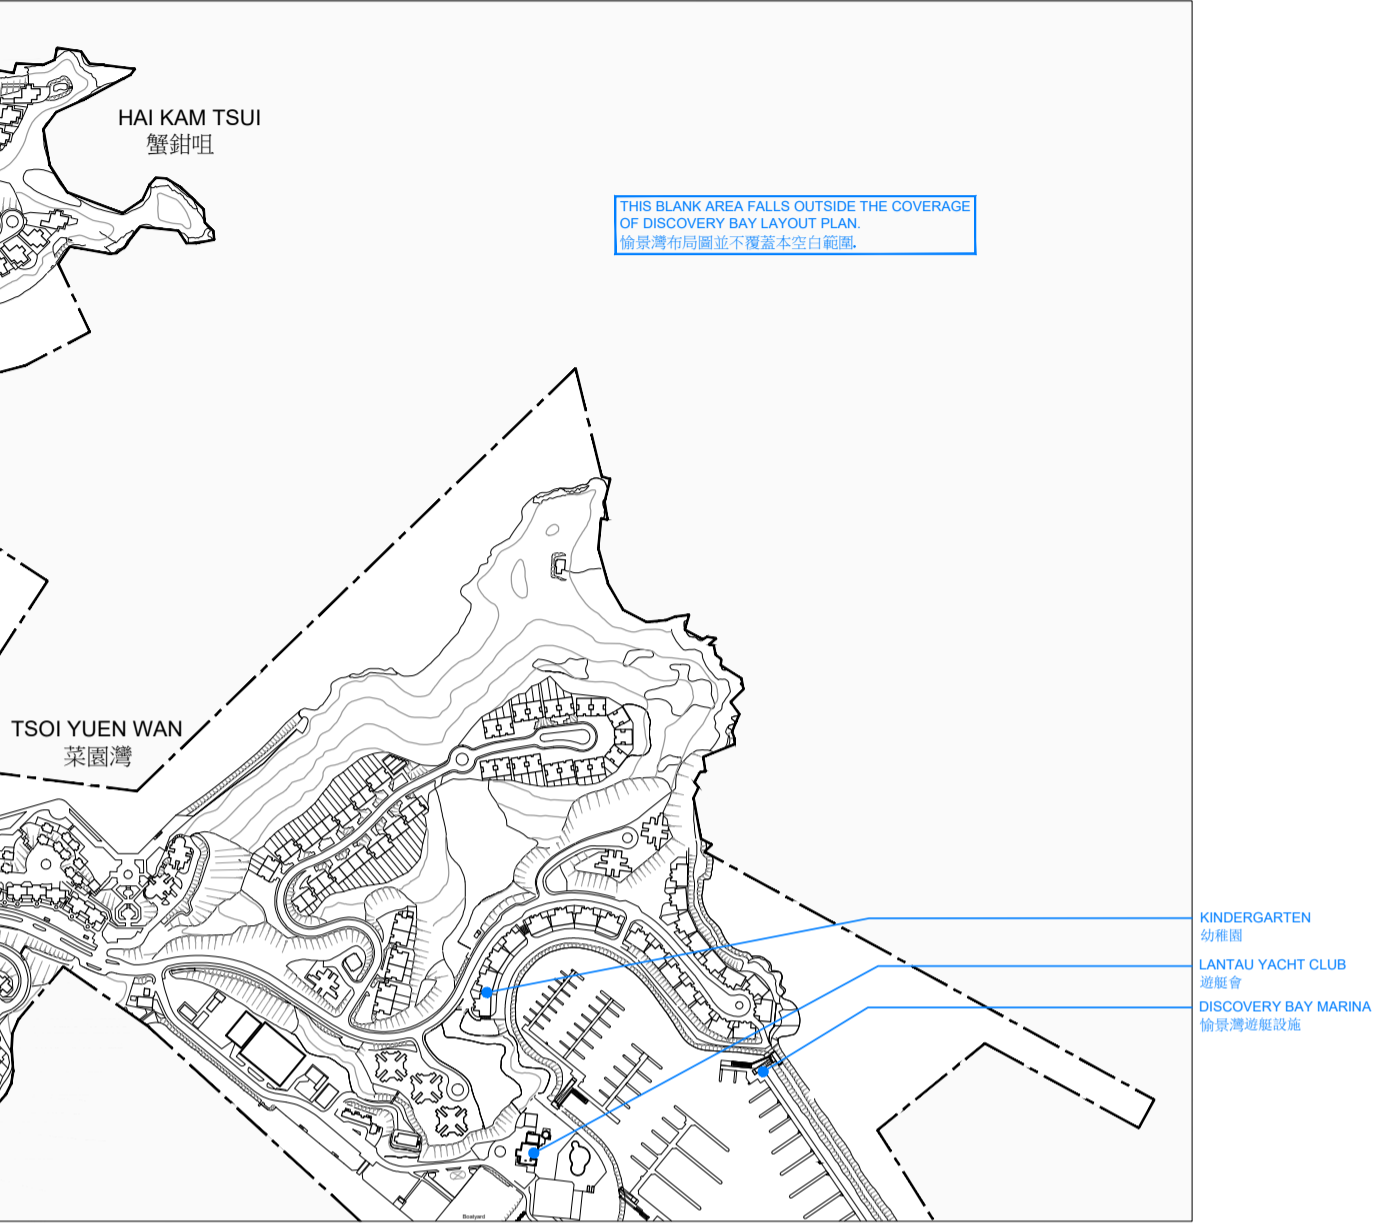 HAI KAM TSUI
蟹鉗咀
THIS BLANK AREA FALLS OUTSIDE THE COVERAGE
OF DISCOVERY BAY LAYOUT PLAN.
愉景灣布局圖並不覆蓋本空白範圍.
TSOI YUEN WAN
菜園灣
KINDERGARTEN
幼稚園
LANTAU YACHT CLUB
遊艇會
DISCOVERY BAY MARINA
愉景灣遊艇設施
Boatyard